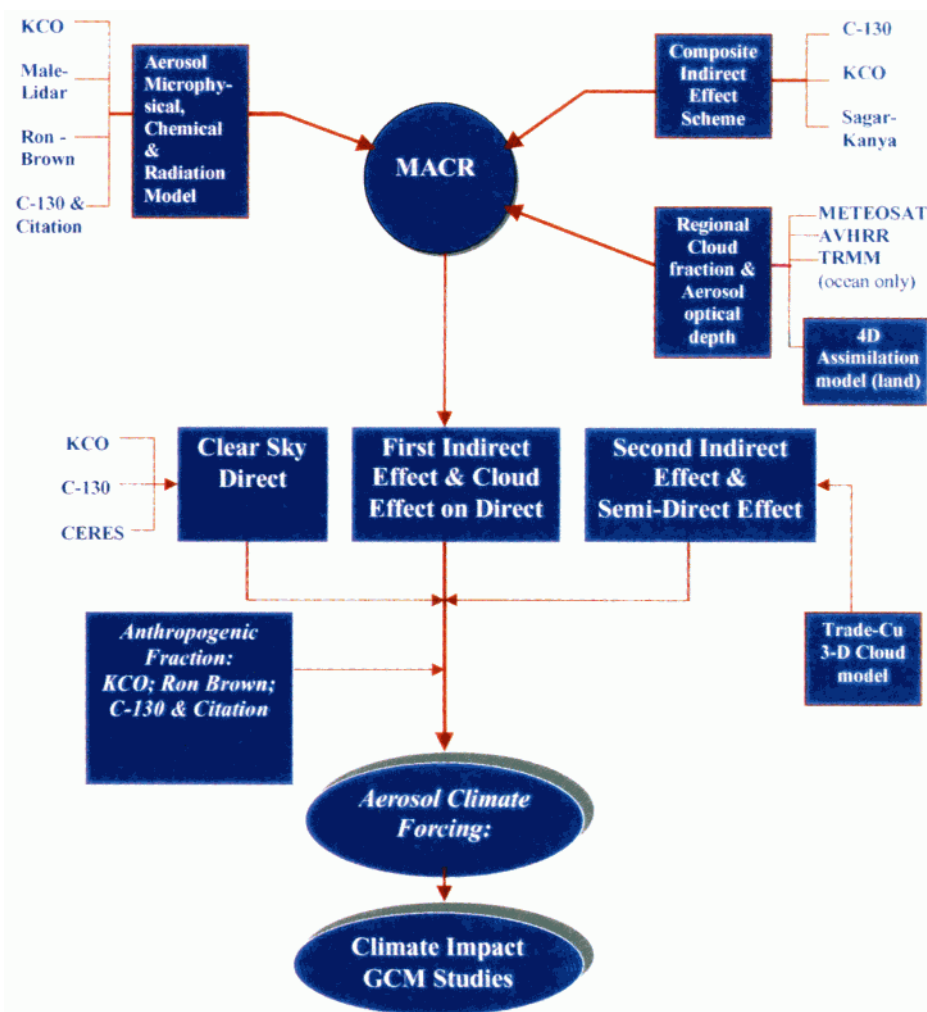 KCO
Male-
Lidar
Ron -
Brown
C-130 &
Citation
Aerosol
Microphy-
sical,
Chemical
&
Radiation
Model
MACR
Composite
Indirect
Effect
Scheme
C-130
KCO
Sagar-
Kanya
Regional
Cloud
fraction &
Aerosol
optical
depth
METEOSAT
AVHRR
TRMM
(ocean only)
4D
Assimilation
model (land)
KCO
C-130
CERES
Clear Sky
Direct
First Indirect
Effect & Cloud
Effect on Direct
Second Indirect
Effect &
Semi-Direct Effect
Anthropogenic
Fraction:
KCO; Ron Brown;
C-130 & Citation
Trade-Cu
3-D Cloud
model
Aerosol Climate
Forcing:
Climate Impact
GCM Studies